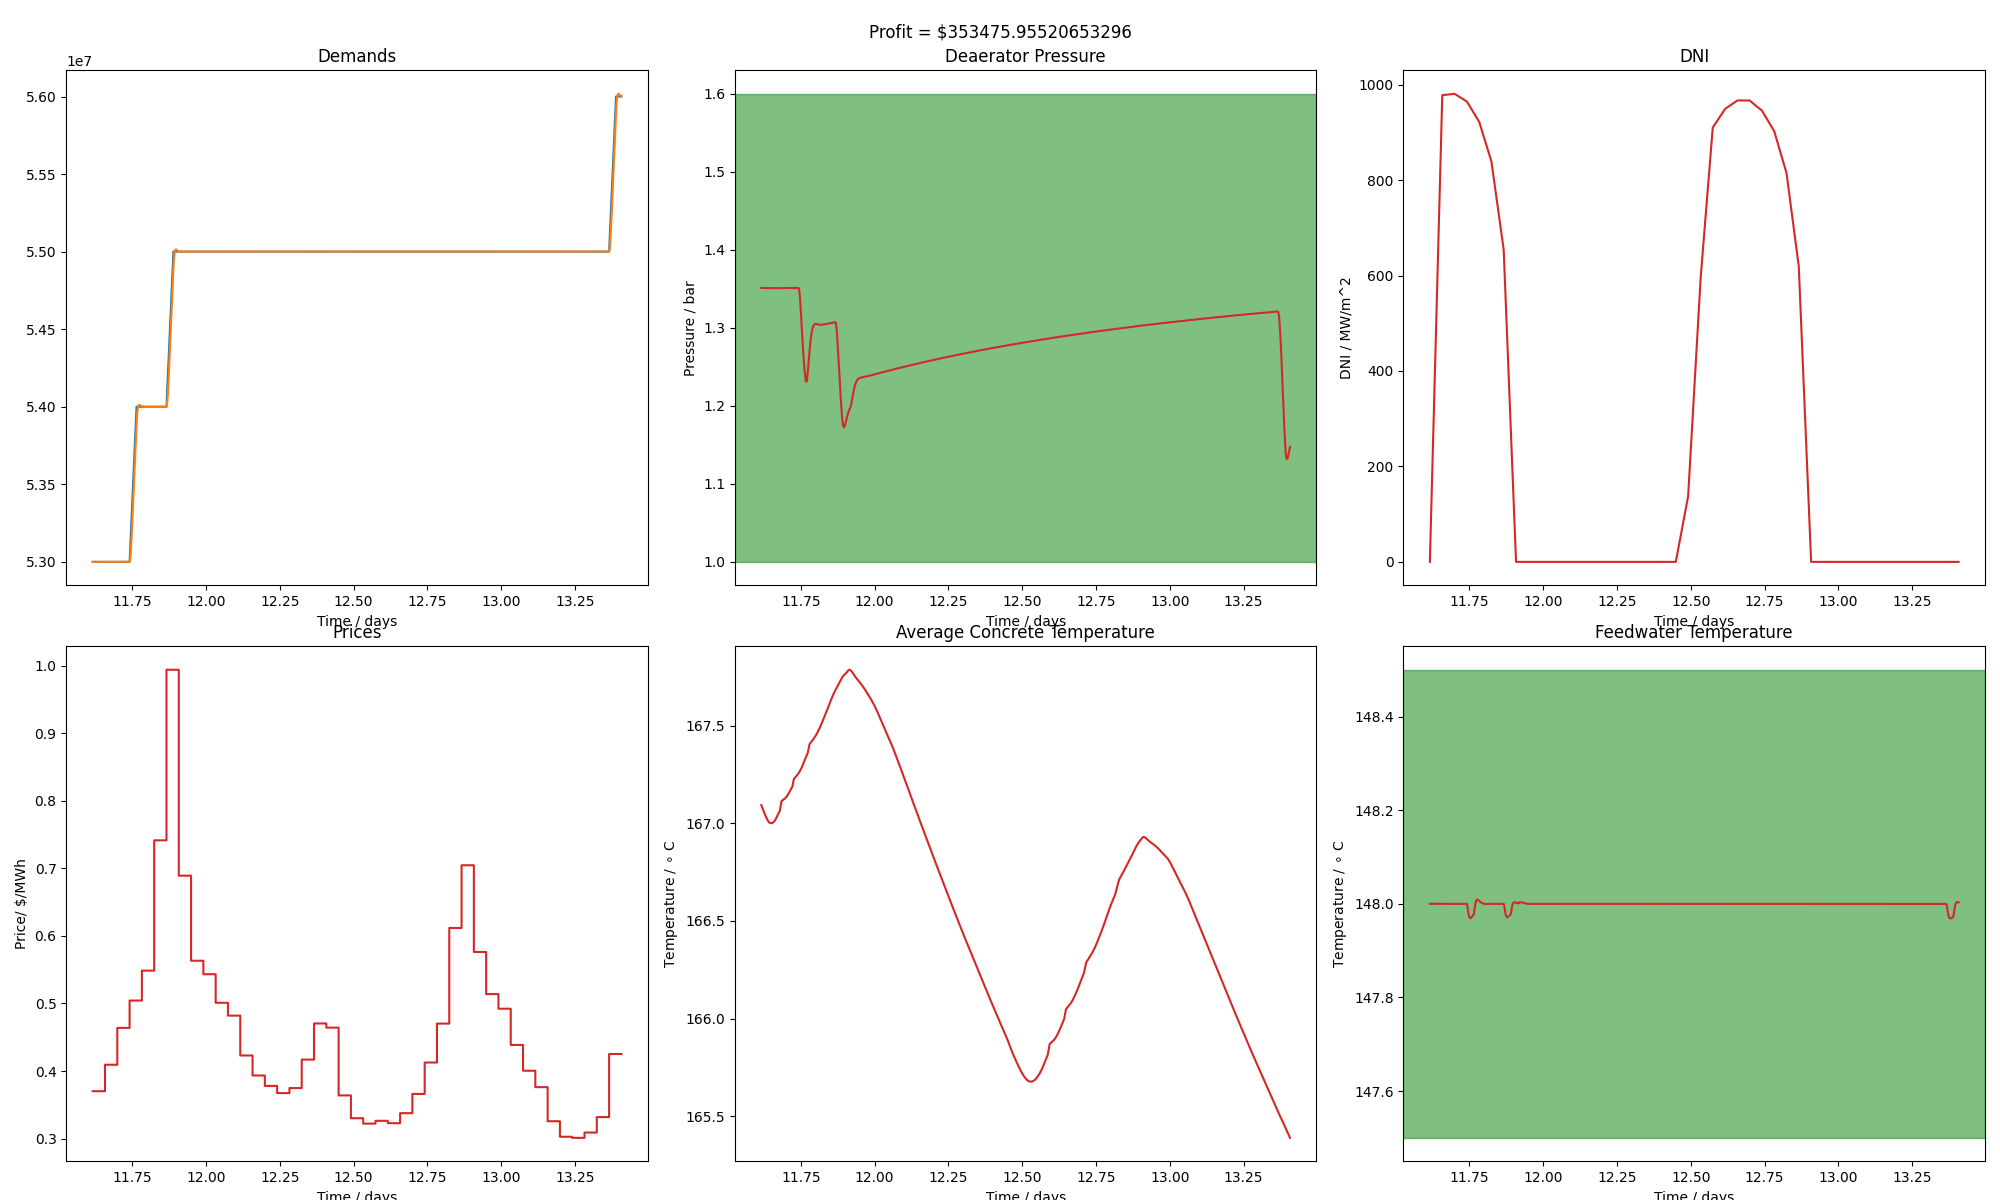 Profit = $353475.95520653296
Demands
1e7
5.60
5.55
5.50
5.45
5.40
5.35
5.30
11.75 12.00 12.25 12.50 12.75 13.00 13.25
Time / days
Deaerator Pressure
Pressure / bar
1.6
1.5
1.4
1.3
1.2
1.1
1.0
11.75 12.00 12.25 12.50 12.75 13.00 13.25
Time / days
DNI
DNI / MW/m^2
1000
800
600
400
200
0
11.75 12.00 12.25 12.50 12.75 13.00 13.25
Time / days
Prices
Price/ $/MWh
1.0
0.9
0.8
0.7
0.6
0.5
0.4
0.3
11.75 12.00 12.25 12.50 12.75 13.00 13.25
Time / days
Average Concrete Temperature
Temperature / ∘ C
167.5
167.0
166.5
166.0
165.5
11.75 12.00 12.25 12.50 12.75 13.00 13.25
Time / days
Feedwater Temperature
Temperature / ∘ C
148.4
148.2
148.0
147.8
147.6
11.75 12.00 12.25 12.50 12.75 13.00 13.25
Time / days